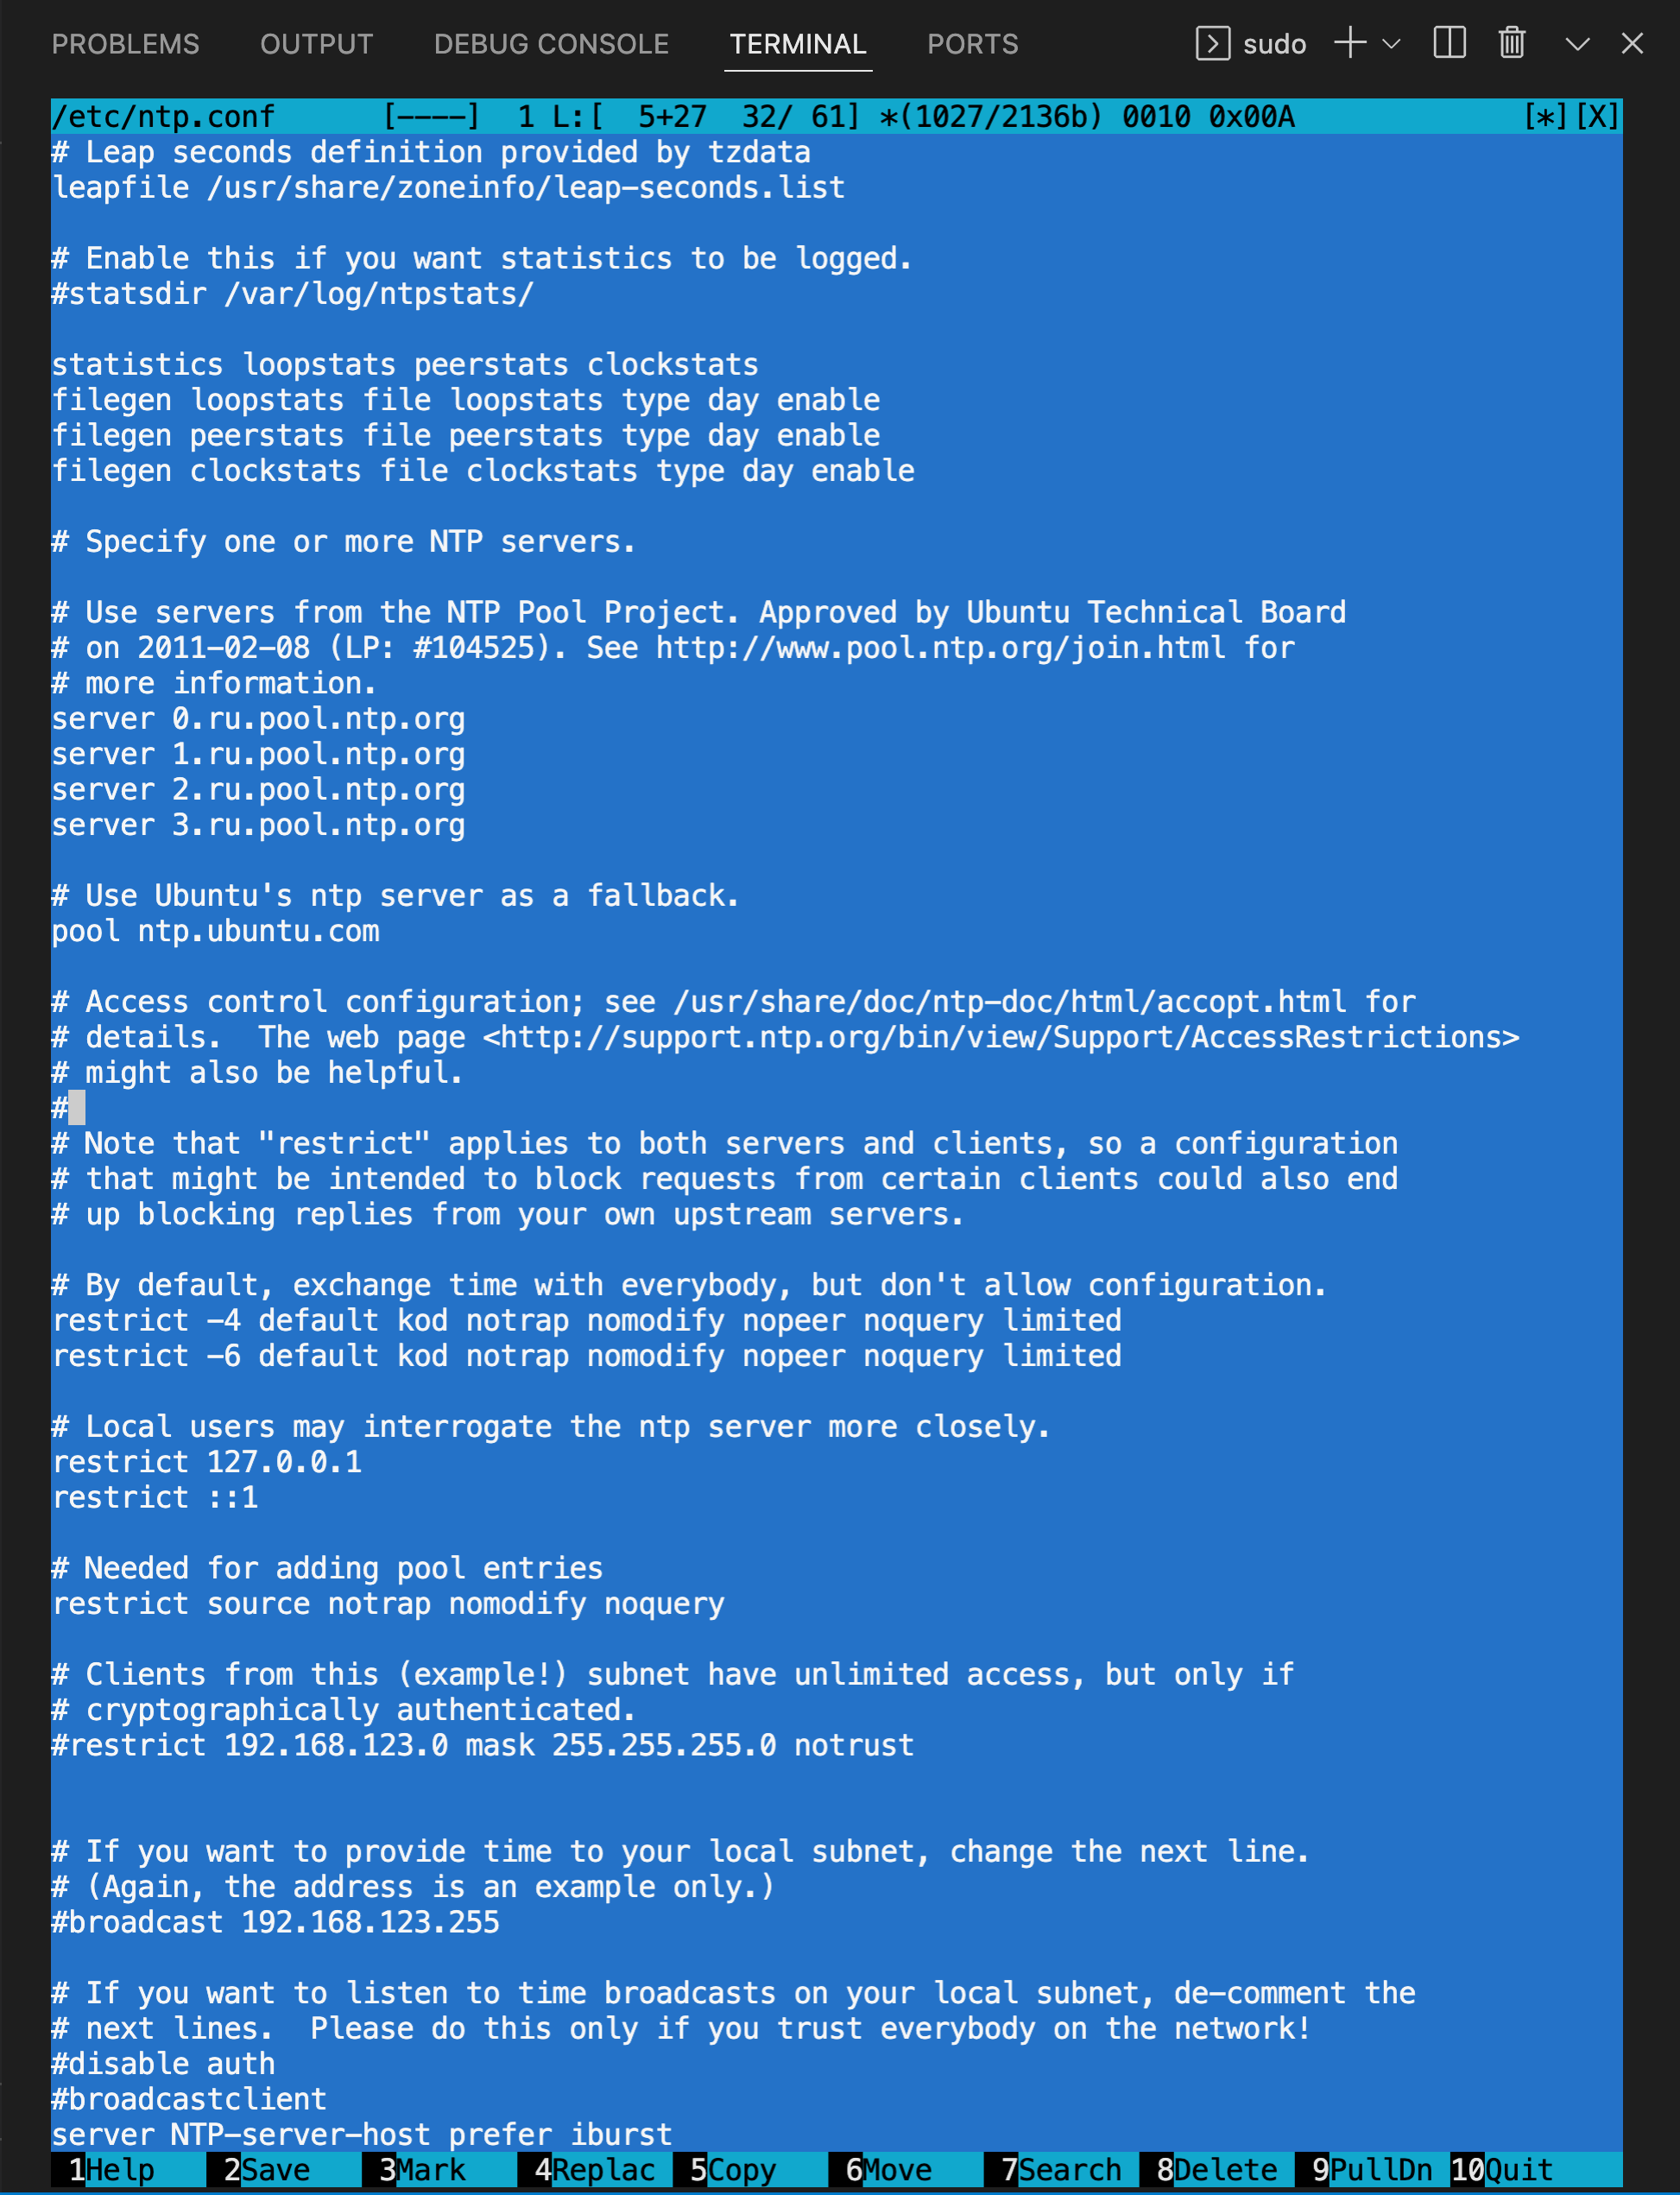 PROBLEMS OUTPUT DEBUG CONSOLE TERMINAL PORTS sudo
/etc/ntp.conf [----] 1 L:[ 5+27 32/ 61] *(1027/2136b) 0010 0x00A [*][X]
# Leap seconds definition provided by tzdata
leapfile /usr/share/zoneinfo/leap-seconds.list
# Enable this if you want statistics to be logged.
#statsdir /var/log/ntpstats/
statistics loopstats peerstats clockstats
filegen loopstats file loopstats type day enable
filegen peerstats file peerstats type day enable
filegen clockstats file clockstats type day enable
# Specify one or more NTP servers.
# Use servers from the NTP Pool Project. Approved by Ubuntu Technical Board
# on 2011-02-08 (LP: #104525). See http://www.pool.ntp.org/join.html for
# more information.
server 0.ru.pool.ntp.org
server 1.ru.pool.ntp.org
server 2.ru.pool.ntp.org
server 3.ru.pool.ntp.org
# Use Ubuntu's ntp server as a fallback.
pool ntp.ubuntu.com
# Access control configuration; see /usr/share/doc/ntp-doc/html/accopt.html for
# details.  The web page <http://support.ntp.org/bin/view/Support/AccessRestrictions>
# might also be helpful.
#
# Note that "restrict" applies to both servers and clients, so a configuration
# that might be intended to block requests from certain clients could also end
# up blocking replies from your own upstream servers.
# By default, exchange time with everybody, but don't allow configuration.
restrict -4 default kod notrap nomodify nopeer noquery limited
restrict -6 default kod notrap nomodify nopeer noquery limited
# Local users may interrogate the ntp server more closely.
restrict 127.0.0.1
restrict ::1
# Needed for adding pool entries
restrict source notrap nomodify noquery
# Clients from this (example!) subnet have unlimited access, but only if
# cryptographically authenticated.
#restrict 192.168.123.0 mask 255.255.255.0 notrust
# If you want to provide time to your local subnet, change the next line.
# (Again, the address is an example only.)
#broadcast 192.168.123.255
# If you want to listen to time broadcasts on your local subnet, de-comment the
# next lines.  Please do this only if you trust everybody on the network!
#disable auth
#broadcastclient
server NTP-server-host prefer iburst
1Help 2Save 3Mark 4Replac 5Copy 6Move 7Search 8Delete 9PullDn 10Quit